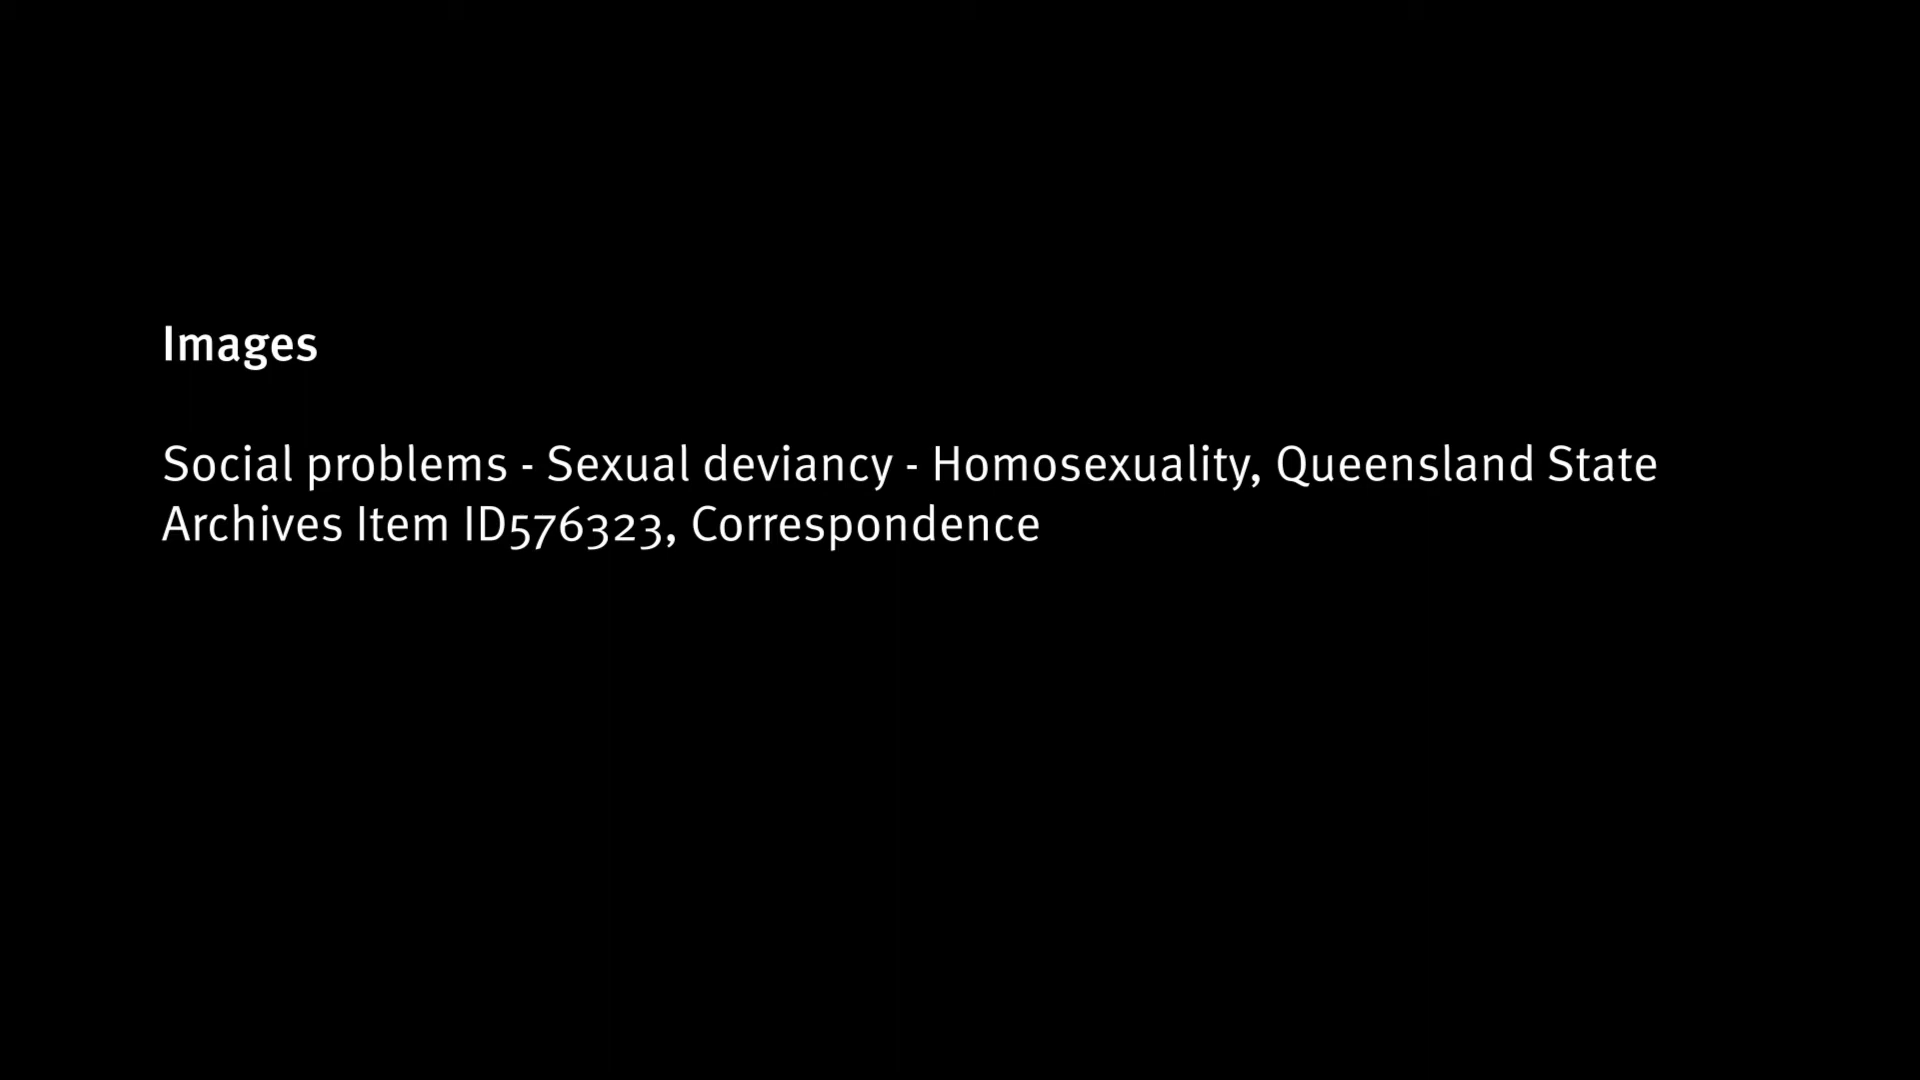 Images
Social problems - Sexual deviancy - Homosexuality, Queensland State
Archives Item ID576323, Correspondence